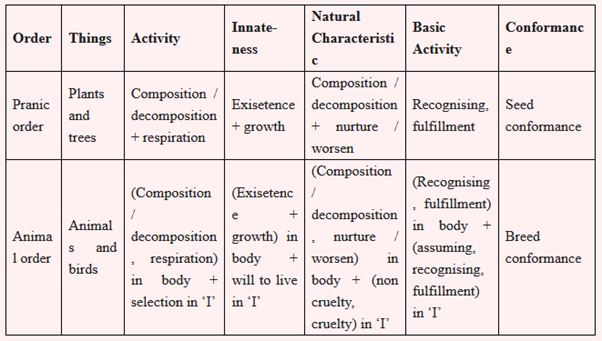 Order Things Activity Innate-
ness Natural
Characteristi
c Basic
Activity Conformanc
e
Pranic
order
Plants
and
trees
Composition /
decomposition
+ respiration
Exisetence
+ growth
Composition /
decomposition
+ nurture /
worsen
Recognising,
fulfillment
Seed
conformance
Anima
l order
Animal
s and
birds
(Composition
/
decomposition
, respiration)
in body +
selection in ‘I’
(Exisetenc
e +
growth) in
body +
will to live
in ‘I’
(Composition
/
decomposition
, nurture /
worsen) in
body + (non
cruelty,
cruelty) in ‘I’
(Recognising
, fulfillment)
in body +
(assuming,
recognising,
fulfillment)
in ‘I’
Breed
conformance